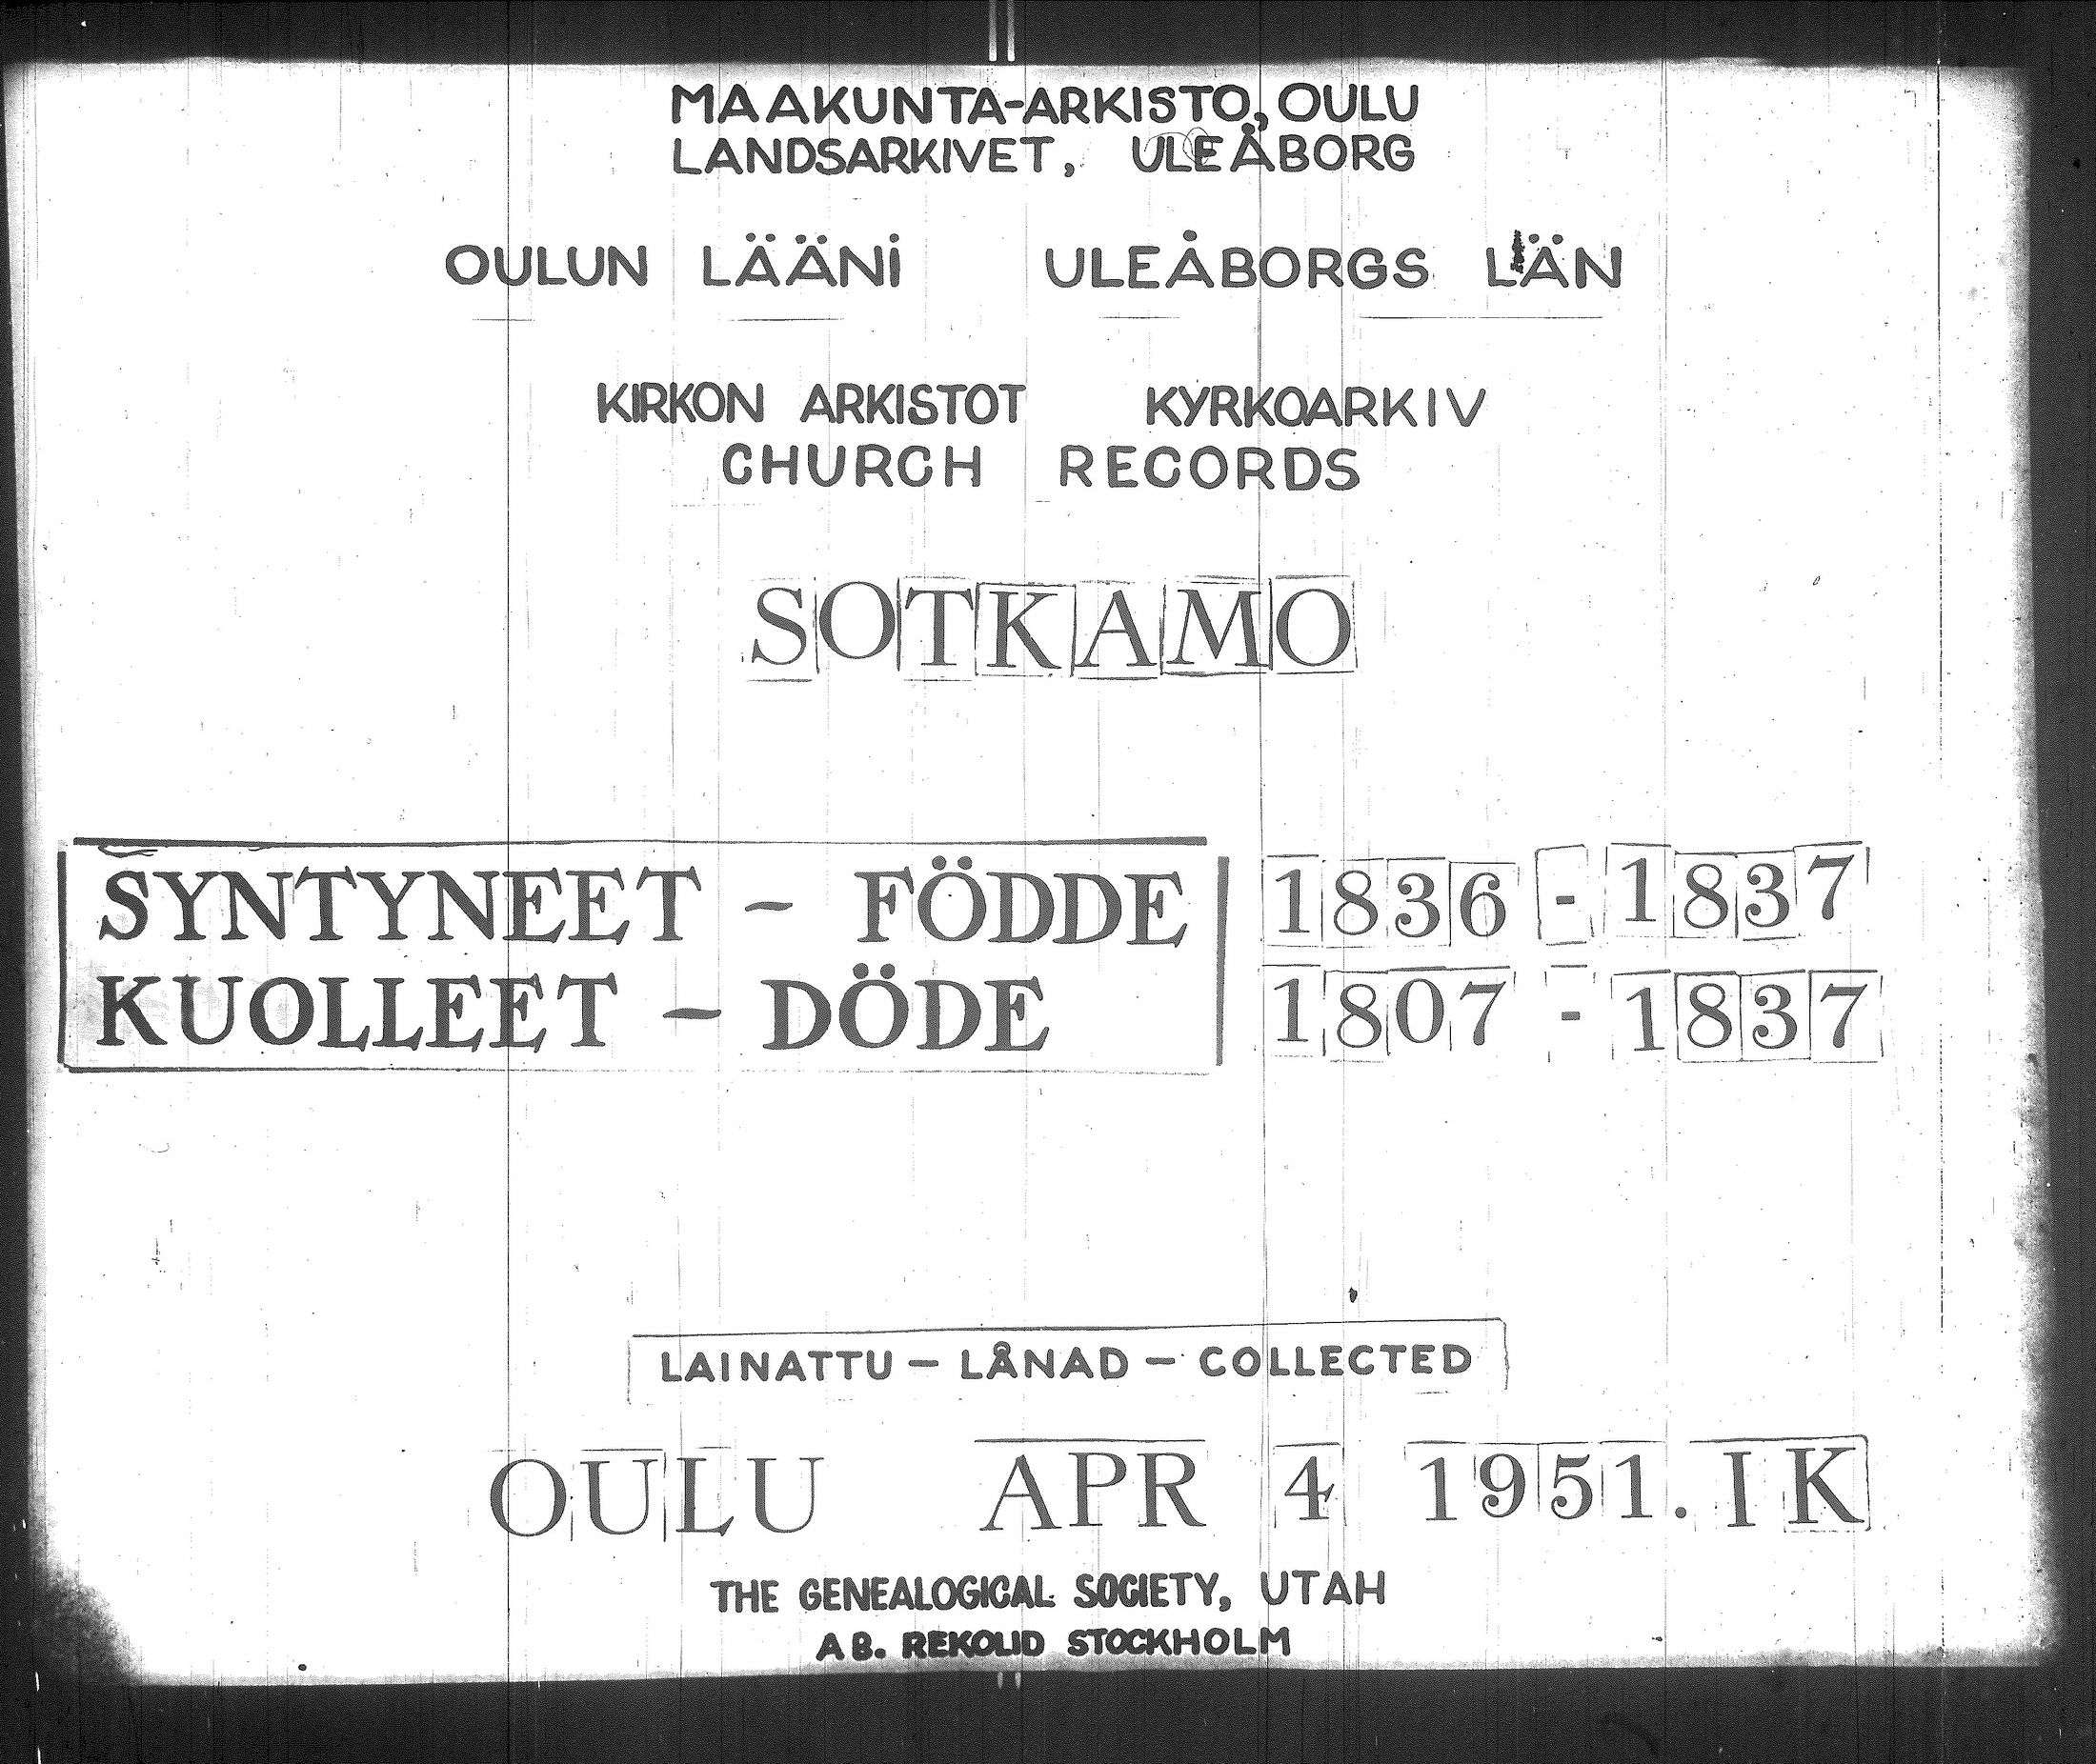 MAAKUNTA-ARKISTO, OULU
LANDSARKIVET, ULEÅBORG
OULUN LÄÄNI ULEÅBORGS LÄN
KIRKON ARKISTOT KYRKOARKIV
CHURCH RECORDS
SOTKAMO
SYNTYNEET - FÖDDE 1836 - 1837
KUOLLEET - DÖDE 1807 - 1837
LAINATTU - LÅNAD - COLLECTED
OULU APR 4 1951. IK
THE GENEALOGICAL SOCIETY, UTAH
AB. REKOLID STOCKHOLM